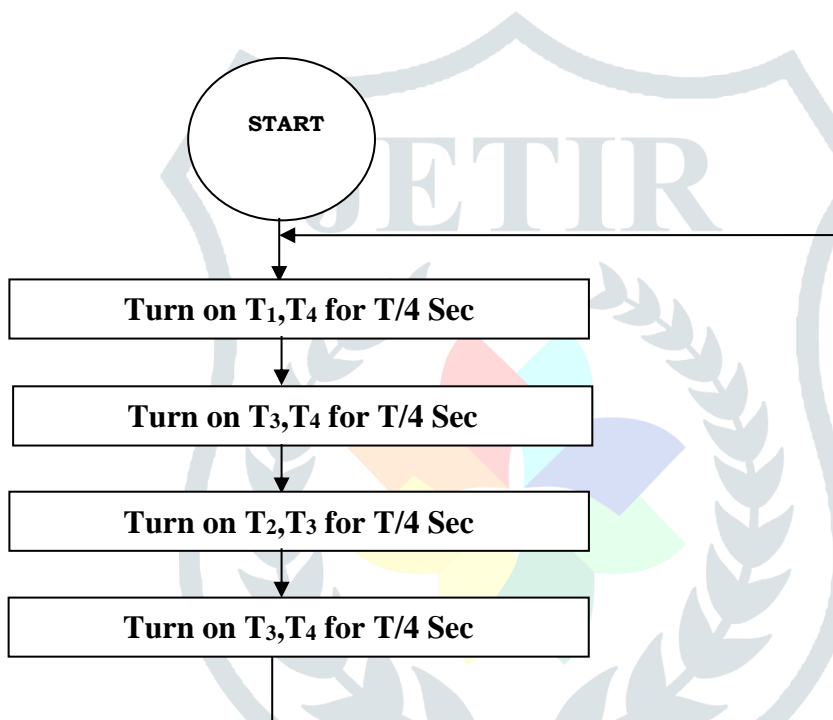 START
JETIR
Turn on T₁,T₄ for T/4 Sec
Turn on T₃,T₄ for T/4 Sec
Turn on T₂,T₃ for T/4 Sec
Turn on T₃,T₄ for T/4 Sec